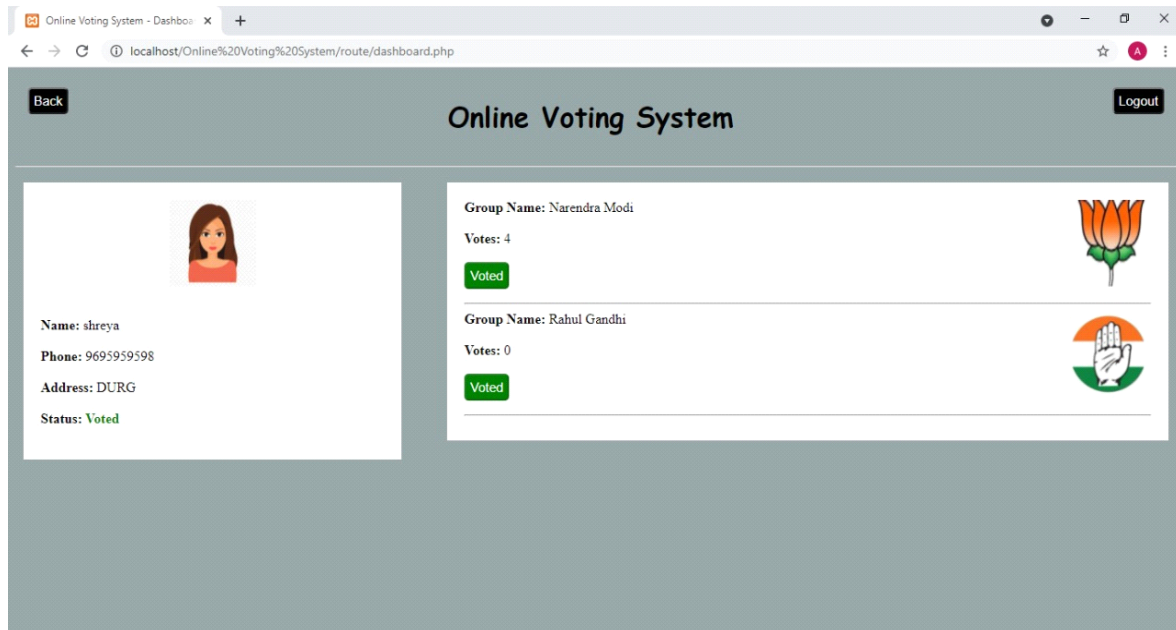 Online Voting System - Dashboa
localhost/Online%20Voting%20System/route/dashboard.php
A
Back
Online Voting System
Logout
Name: shreya
Phone: 9695959598
Address: DURG
Status: Voted
Group Name: Narendra Modi
Votes: 4
Voted
Group Name: Rahul Gandhi
Votes: 0
Voted